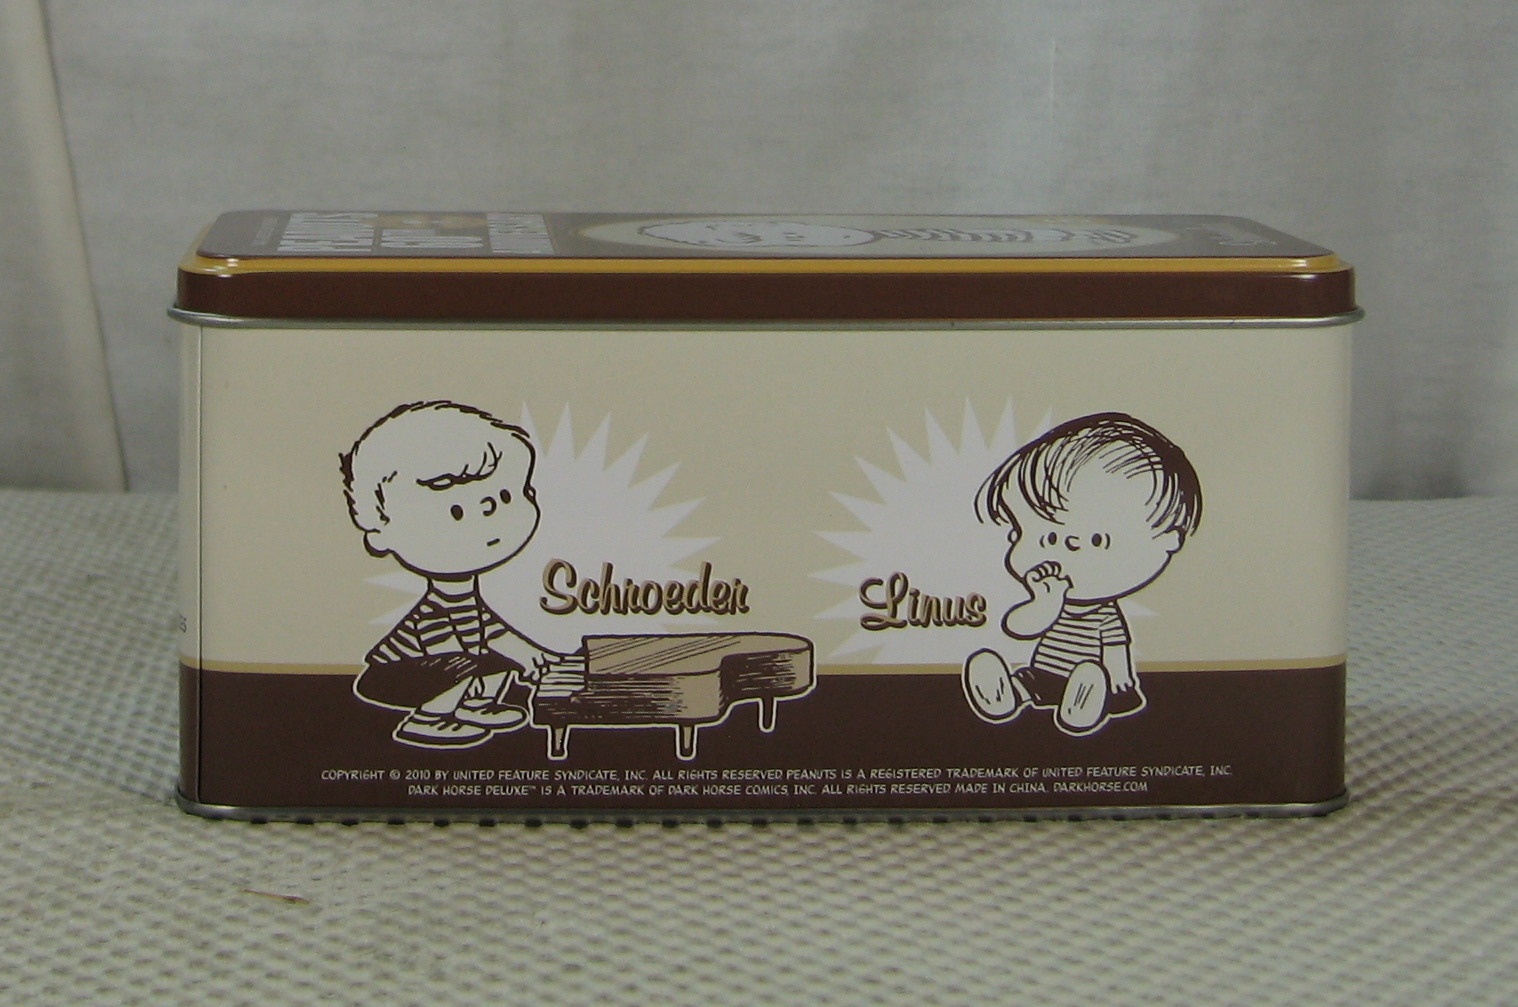 PEANUTS
60
Schroeder
Linus
COPYRIGHT © 2010 BY UNITED FEATURE SYNDICATE, INC. ALL RIGHTS RESERVED PEANUTS IS A REGISTERED TRADEMARK OF UNITED FEATURE SYNDICATE, INC.
DARK HORSE DELUXE™ IS A TRADEMARK OF DARK HORSE COMICS, INC. ALL RIGHTS RESERVED MADE IN CHINA. DARKHORSE.COM